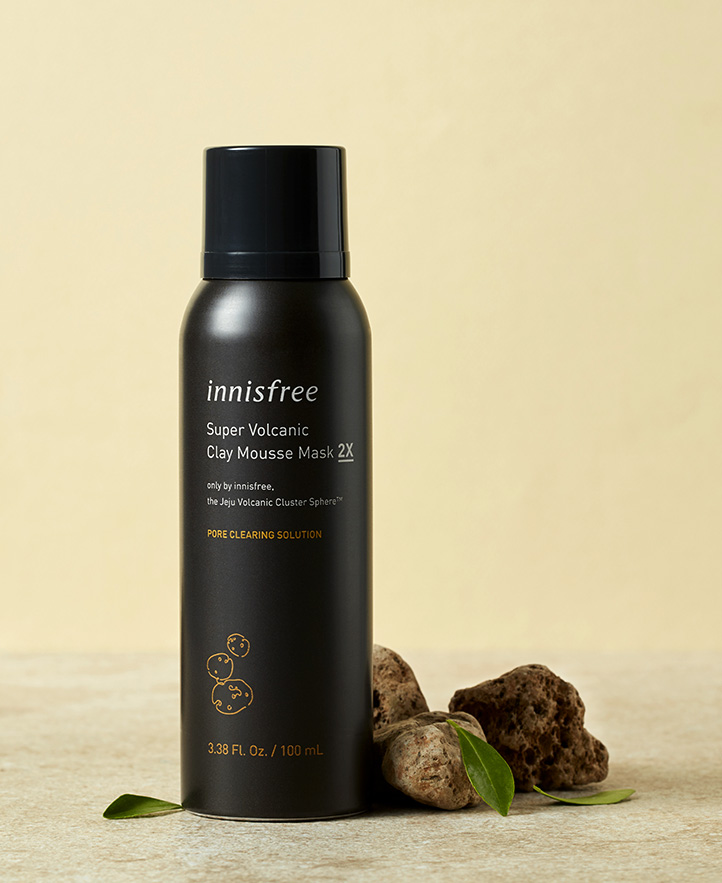 innisfree
Super Volcanic
Clay Mousse Mask 2X
only by innisfree,
the Jeju Volcanic Cluster Sphere™
PORE CLEARING SOLUTION
3.38 Fl. Oz. / 100 mL